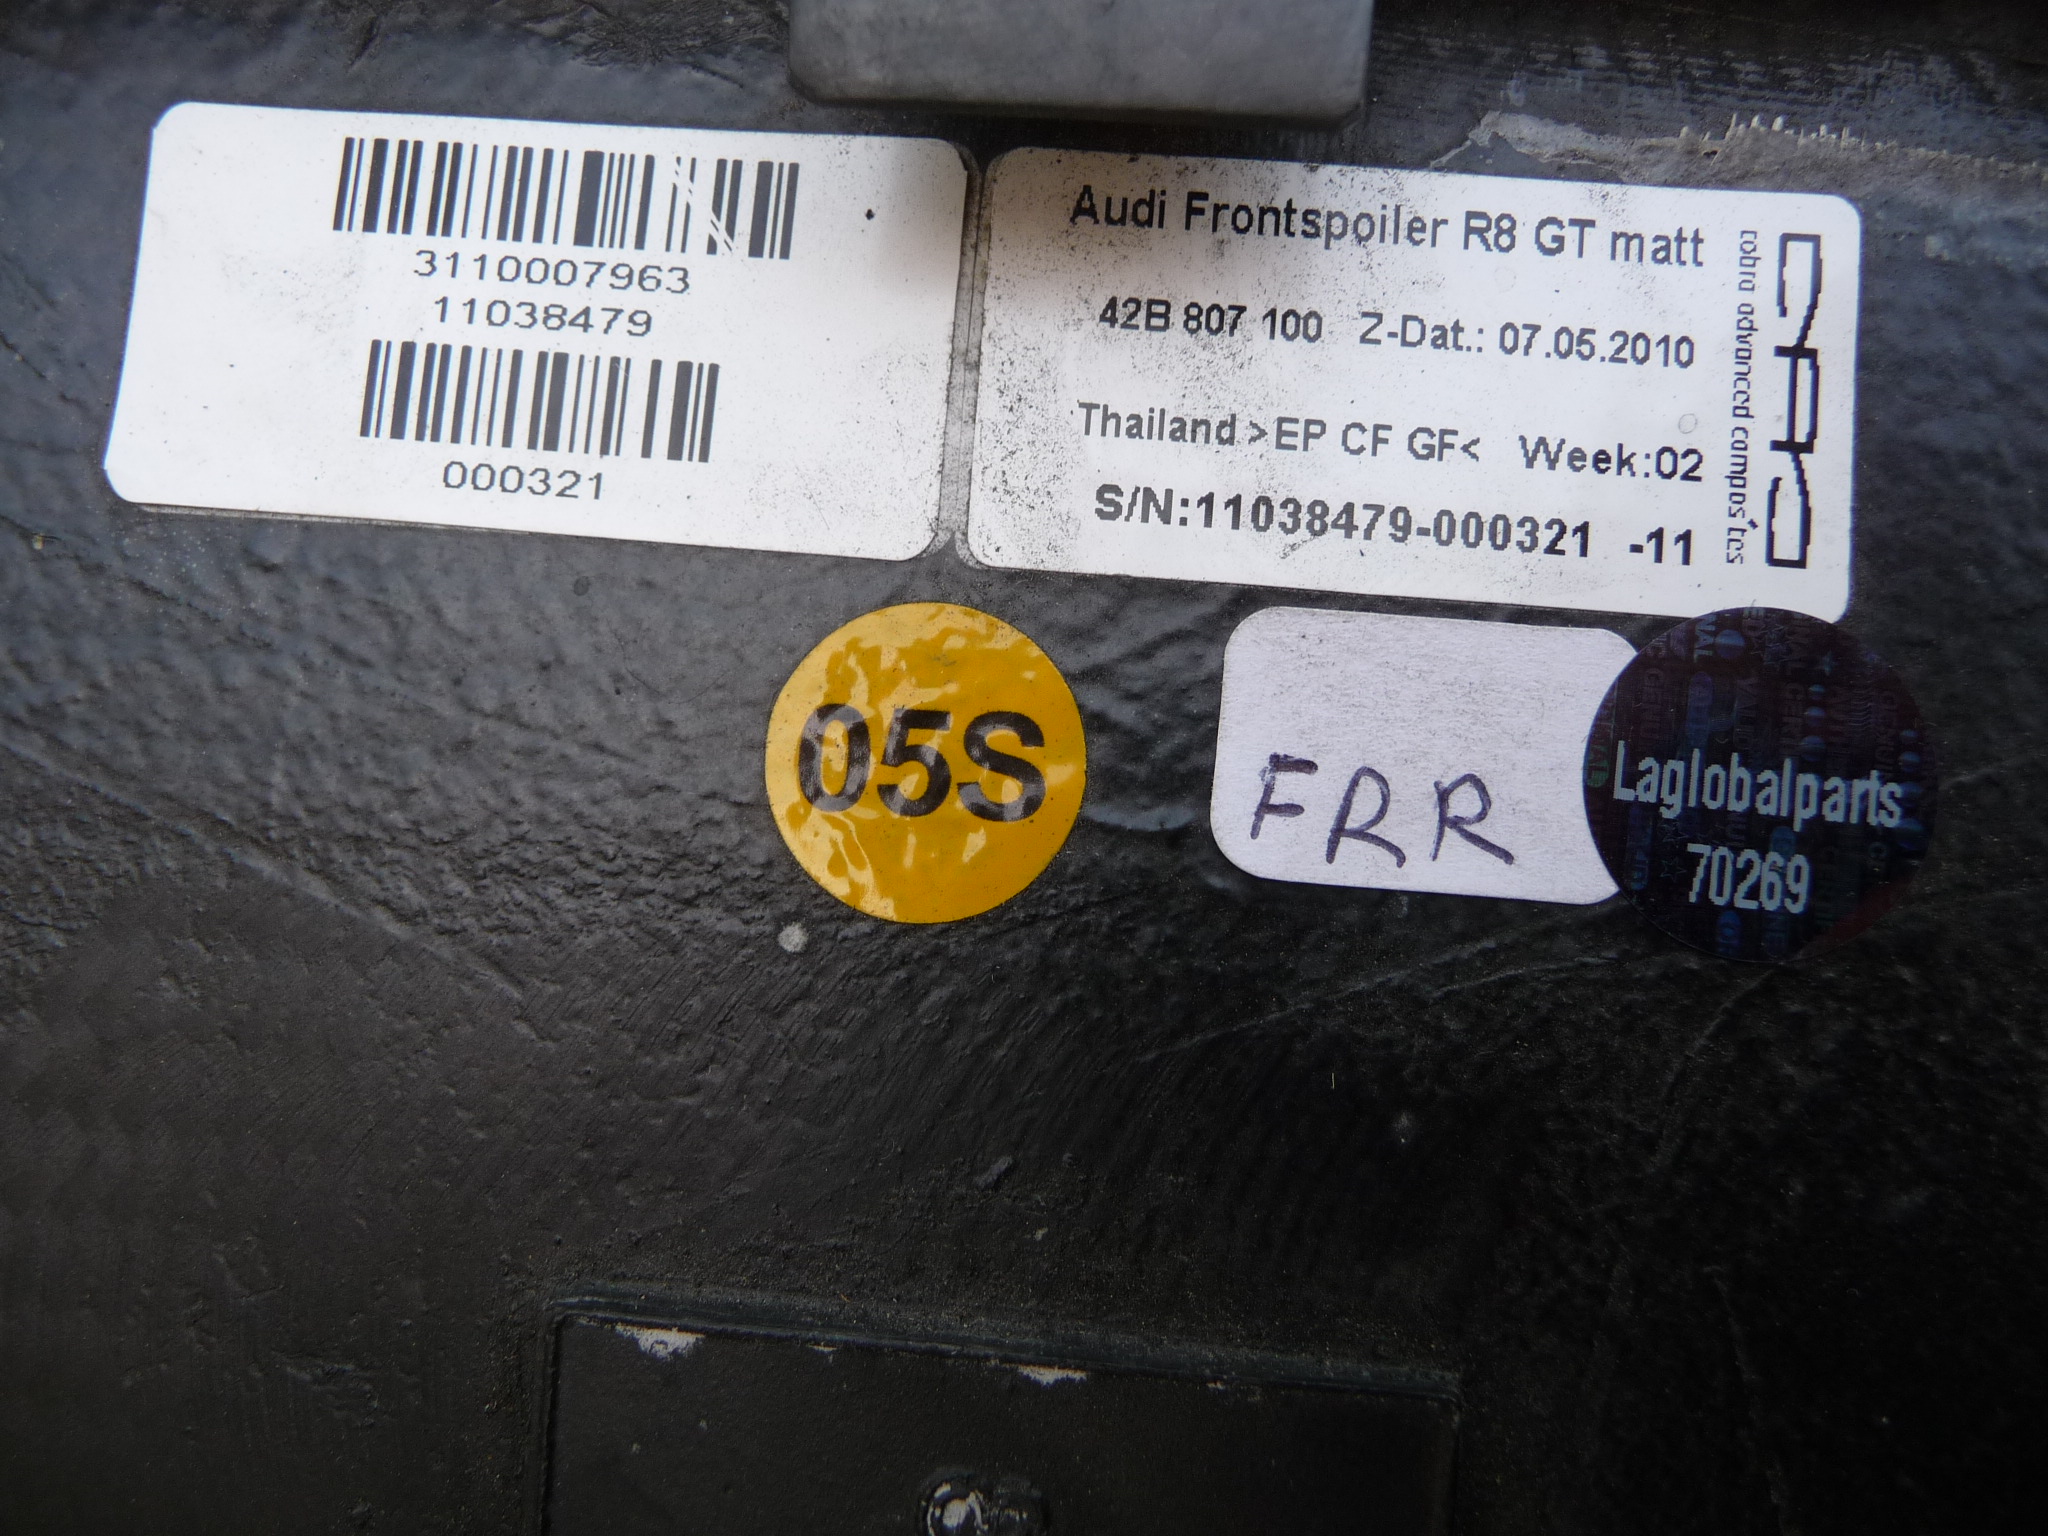 3110007963
11038479
000321
Audi Frontspoiler R8 GT matt
42B 807 100 Z-Dat.: 07.05.2010
Thailand >EP CF GF< Week:02
S/N:11038479-000321 -11
cobra advanced composites
05S
FRR
Laglobalparts
70269